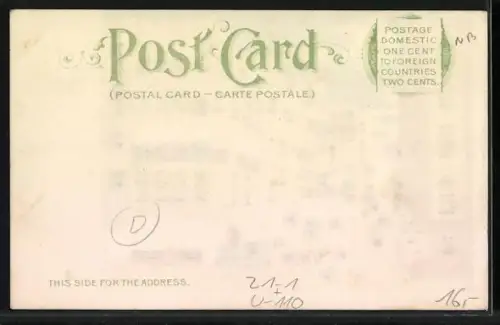 Post Card
(POSTAL CARD — CARTE POSTALE)
POSTAGE
DOMESTIC
ONE CENT
TO FOREIGN
COUNTRIES
TWO CENTS.
NB
D
THIS SIDE FOR THE ADDRESS.
21-1
+
U-110
16,-